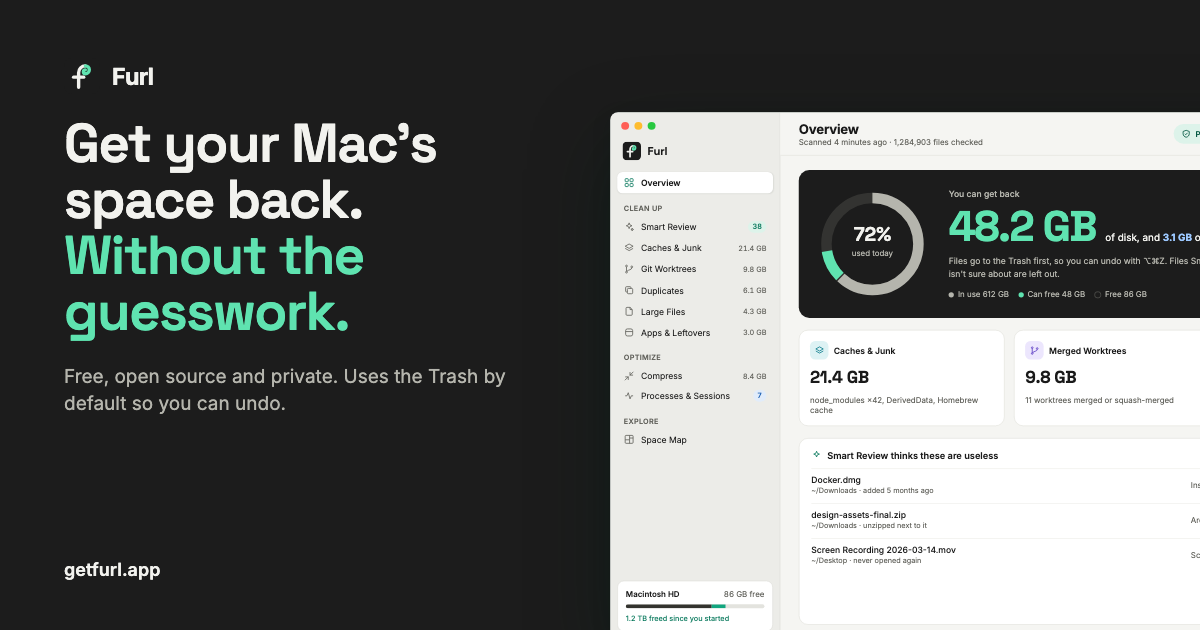 Furl
Get your Mac's
space back.
Without the
guesswork.
Free, open source and private. Uses the Trash by
default so you can undo.
getfurl.app
Furl
Overview
CLEAN UP
Smart Review 38
Caches & Junk 21.4 GB
Git Worktrees 9.8 GB
Duplicates 6.1 GB
Large Files 4.3 GB
Apps & Leftovers 3.0 GB
OPTIMIZE
Compress 8.4 GB
Processes & Sessions 7
EXPLORE
Space Map
Macintosh HD 86 GB free
1.2 TB freed since you started
Overview
Scanned 4 minutes ago · 1,284,903 files checked
72%
used today
You can get back
48.2 GB of disk, and 3.1 GB
Files go to the Trash first, so you can undo with ⌥⌘Z. Files
isn't sure about are left out.
In use 612 GB Can free 48 GB Free 86 GB
Caches & Junk
21.4 GB
node_modules ×42, DerivedData, Homebrew
cache
Merged Worktrees
9.8 GB
11 worktrees merged or squash-merged
Smart Review thinks these are useless
Docker.dmg
~/Downloads · added 5 months ago
design-assets-final.zip
~/Downloads · unzipped next to it
Screen Recording 2026-03-14.mov
~/Desktop · never opened again